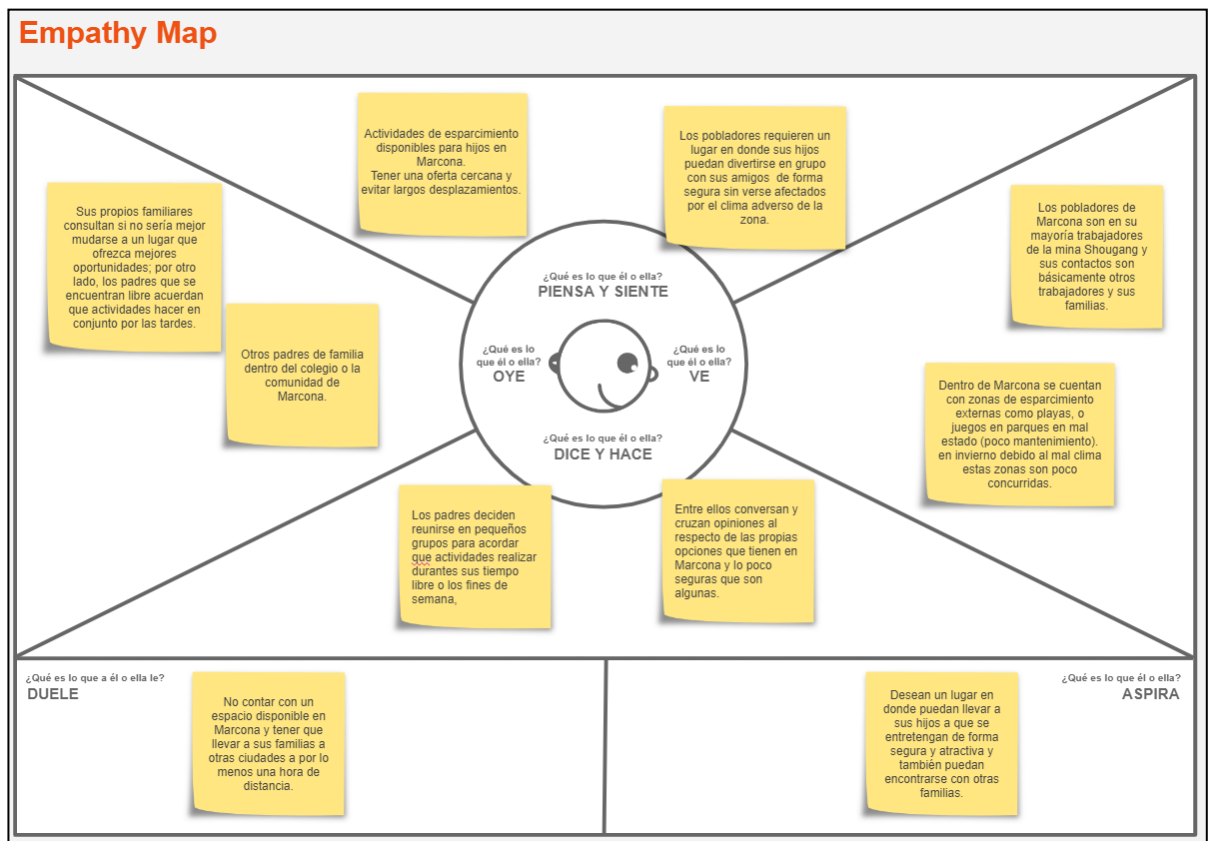 Empathy Map
Actividades de esparcimiento
disponibles para hijos en
Marcona.
Tener una oferta cercana y
evitar largos desplazamientos.
Los pobladores requieren un
lugar en donde sus hijos
puedan divertirse en grupo
con sus amigos de forma
segura sin verse afectados
por el clima adverso de la
zona.
Sus propios familiares
consultan si no sería mejor
mudarse a un lugar que
ofrezca mejores
oportunidades; por otro
lado, los padres que se
encuentran libre acuerdan
que actividades hacer en
conjunto por las tardes.
Otros padres de familia
dentro del colegio o la
comunidad de
Marcona.
Los pobladores de
Marcona son en su
mayoría trabajadores
de la mina Shougang y
sus contactos son
básicamente otros
trabajadores y sus
familias.
Dentro de Marcona se cuentan
con zonas de esparcimiento
externas como playas, o
juegos en parques en mal
estado (poco mantenimiento).
en invierno debido al mal clima
estas zonas son poco
concurridas.
¿Qué es lo que él o ella?
PIENSA Y SIENTE
¿Qué es lo
que él o ella?
OYE
¿Qué es lo
que él o ella?
VE
¿Qué es lo que él o ella?
DICE Y HACE
Los padres deciden
reunirse en pequeños
grupos para acordar
que actividades realizar
durantes sus tiempo
libre o los fines de
semana,
Entre ellos conversan y
cruzan opiniones al
respecto de las propias
opciones que tienen en
Marcona y lo poco
seguras que son
algunas.
¿Qué es lo que a él o ella le?
DUELE
No contar con un
espacio disponible en
Marcona y tener que
llevar a sus familias a
otras ciudades a por lo
menos una hora de
distancia.
¿Qué es lo que él o ella?
ASPIRA
Desean un lugar en
donde puedan llevar a
sus hijos a que se
entretengan de forma
segura y atractiva y
también puedan
encontrarse con otras
familias.